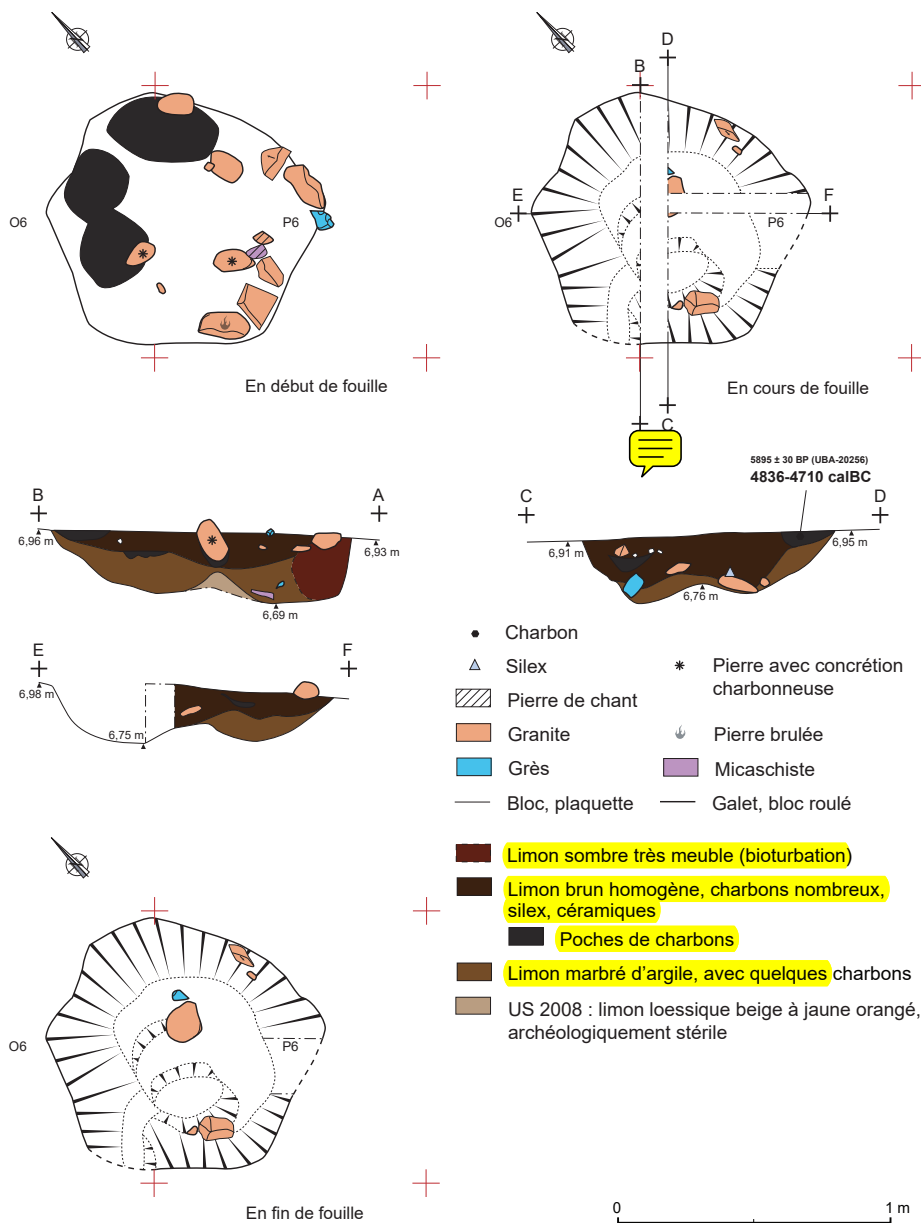 D
B
O6
P6
E
F
O6
P6
En début de fouille
En cours de fouille
C
5895 ± 30 BP (UBA-20256)
4836-4710 calBC
B
A
6,96 m
6,93 m
6,69 m
C
D
6,91 m
6,95 m
6,76 m
E
F
6,98 m
6,75 m
Charbon
Silex
Pierre avec concrétion
charbonneuse
Pierre de chant
Granite
Pierre brulée
Grès
Micaschiste
Bloc, plaquette
Galet, bloc roulé
Limon sombre très meuble (bioturbation)
Limon brun homogène, charbons nombreux,
silex, céramiques
Poches de charbons
Limon marbré d'argile, avec quelques charbons
US 2008 : limon loessique beige à jaune orangé,
archéologiquement stérile
O6
P6
En fin de fouille
0
1 m